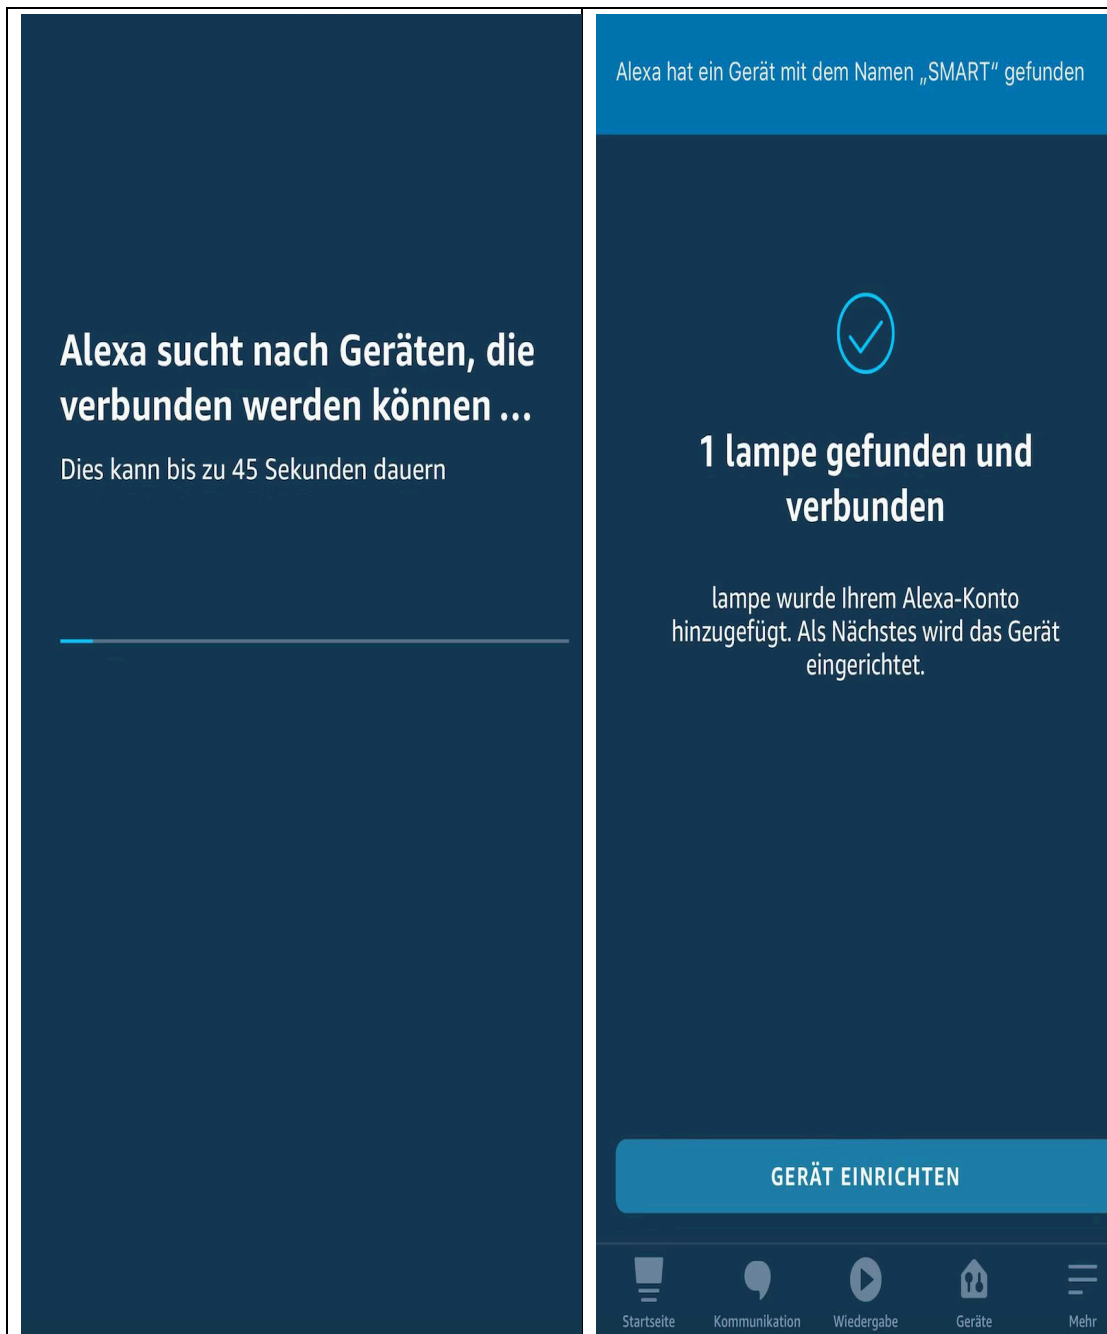 Alexa sucht nach Geräten, die
verbunden werden können ...
Dies kann bis zu 45 Sekunden dauern
Alexa hat ein Gerät mit dem Namen „SMART“ gefunden
1 lampe gefunden und
verbunden
lampe wurde Ihrem Alexa-Konto
hinzugefügt. Als Nächstes wird das Gerät
eingerichtet.
GERÄT EINRICHTEN
Startseite
Kommunikation
Wiedergabe
Geräte
Mehr